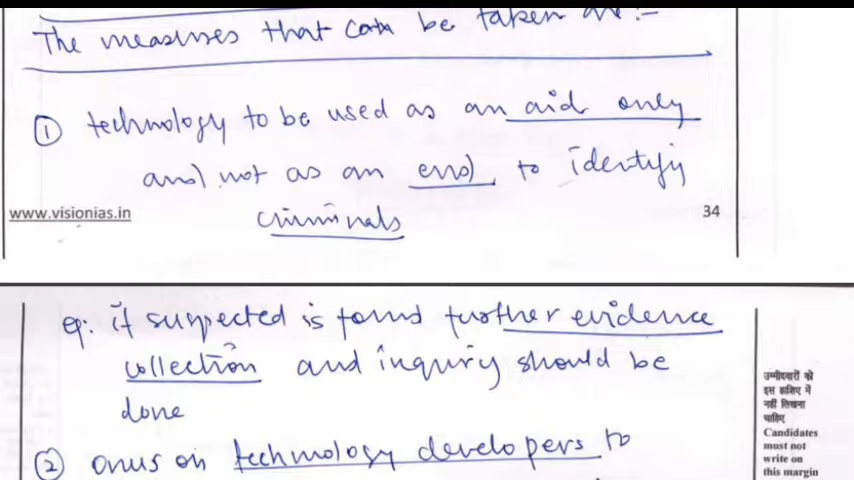 The measures that can be taken are :-
① technology to be used as an aid only
and not as an end to identify
criminals
www.visionias.in
34
eg. if suspected is found further evidence
collection and inquiry should be
done
उम्मीदवारों को
इस हाशिए में
नहीं लिखना
चाहिए
Candidates
must not
write on
this margin
② onus on technology developers to